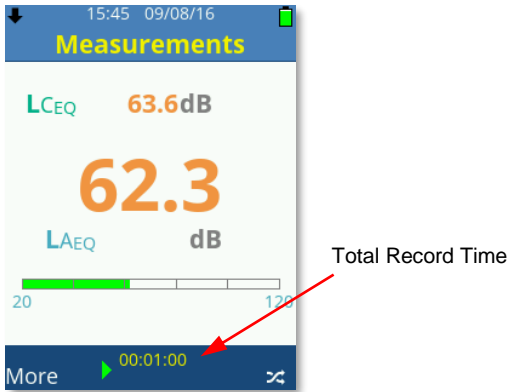 15:45 09/08/16
Measurements
LCEQ 63.6dB
62.3
LAEQ dB
20 120
Total Record Time
00:01:00
More